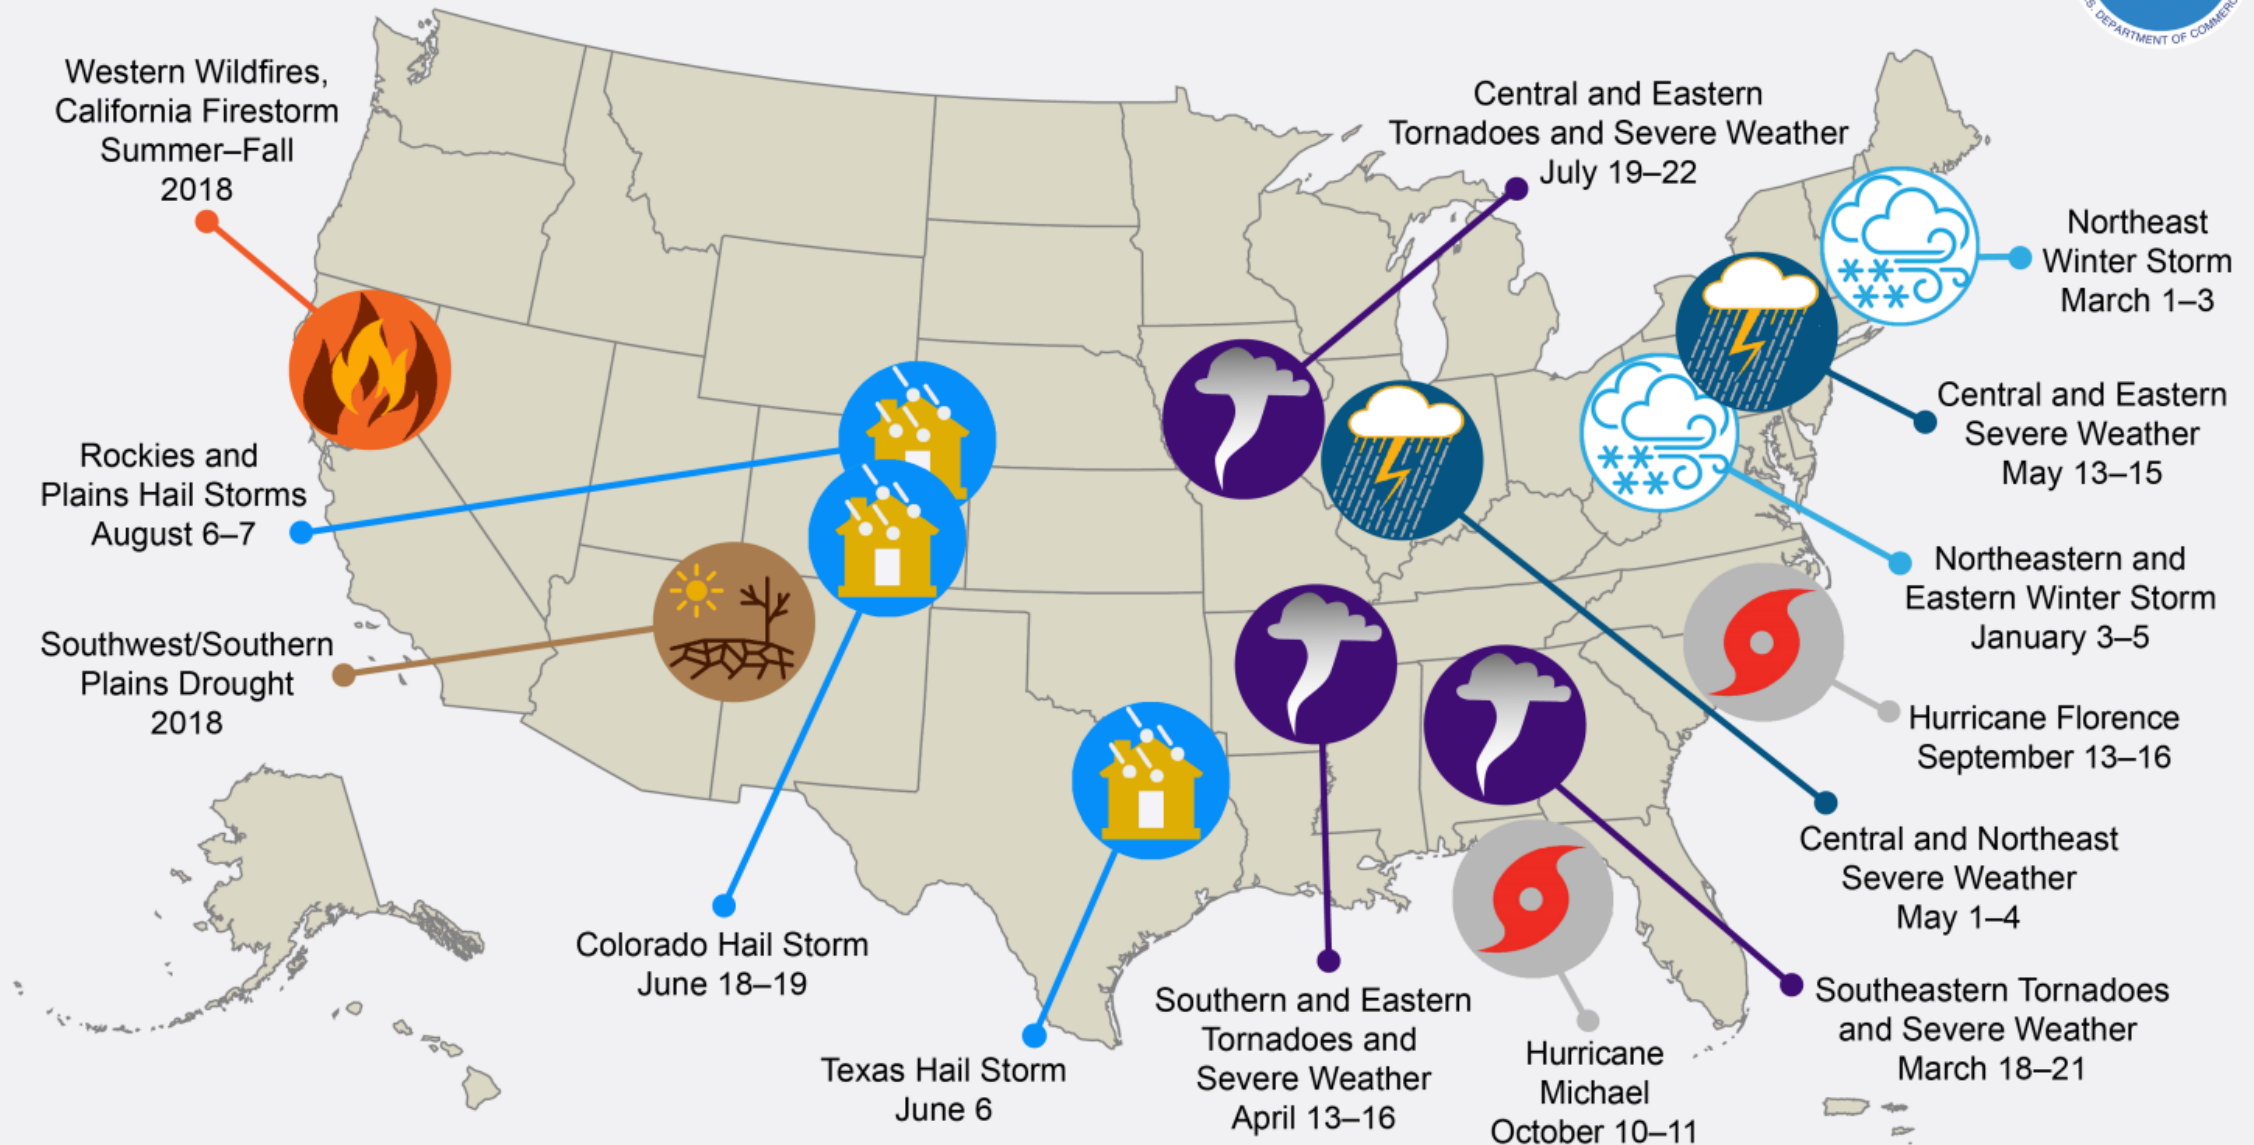 S. DEPARTMENT OF COMMERC
Western Wildfires,
California Firestorm
Summer–Fall
2018
Central and Eastern
Tornadoes and Severe Weather
July 19–22
Northeast
Winter Storm
March 1–3
Central and Eastern
Severe Weather
May 13–15
Rockies and
Plains Hail Storms
August 6–7
Northeastern and
Eastern Winter Storm
January 3–5
Southwest/Southern
Plains Drought
2018
Hurricane Florence
September 13–16
Central and Northeast
Severe Weather
May 1–4
Colorado Hail Storm
June 18–19
Southern and Eastern
Tornadoes and
Severe Weather
April 13–16
Southeastern Tornadoes
and Severe Weather
March 18–21
Texas Hail Storm
June 6
Hurricane
Michael
October 10–11